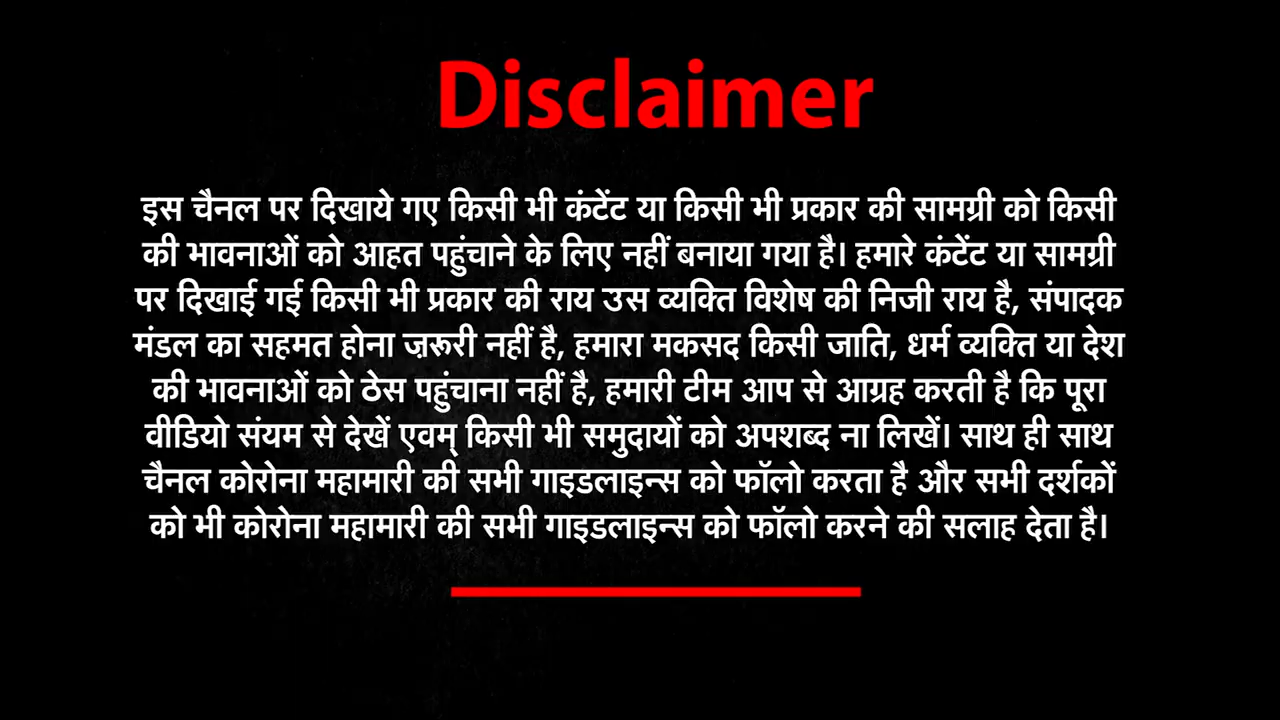 Disclaimer
इस चैनल पर दिखाये गए किसी भी कंटेंट या किसी भी प्रकार की सामग्री को किसी
की भावनाओं को आहत पहुंचाने के लिए नहीं बनाया गया है। हमारे कंटेंट या सामग्री
पर दिखाई गई किसी भी प्रकार की राय उस व्यक्ति विशेष की निजी राय है, संपादक
मंडल का सहमत होना ज़रूरी नहीं है, हमारा मकसद किसी जाति, धर्म व्यक्ति या देश
की भावनाओं को ठेस पहुंचाना नहीं है, हमारी टीम आप से आग्रह करती है कि पूरा
वीडियो संयम से देखें एवम् किसी भी समुदायों को अपशब्द ना लिखें। साथ ही साथ
चैनल कोरोना महामारी की सभी गाइडलाइन्स को फॉलो करता है और सभी दर्शकों
को भी कोरोना महामारी की सभी गाइडलाइन्स को फॉलो करने की सलाह देता है।